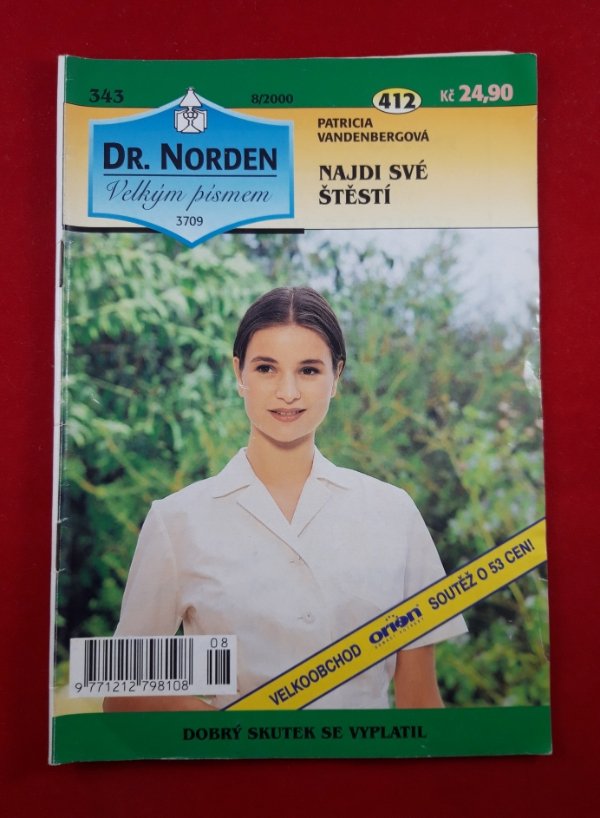 343
8/2000
412
Kč 24,90
DR. NORDEN
Velkým písmem
3709
PATRICIA
VANDENBERGOVÁ
NAJDI SVÉ
ŠTĚSTÍ
VELKOOBCHOD orion SOUTĚŽ O 53 CEN!
08
9 771212 798108
DOBRÝ SKUTEK SE VYPLATIL